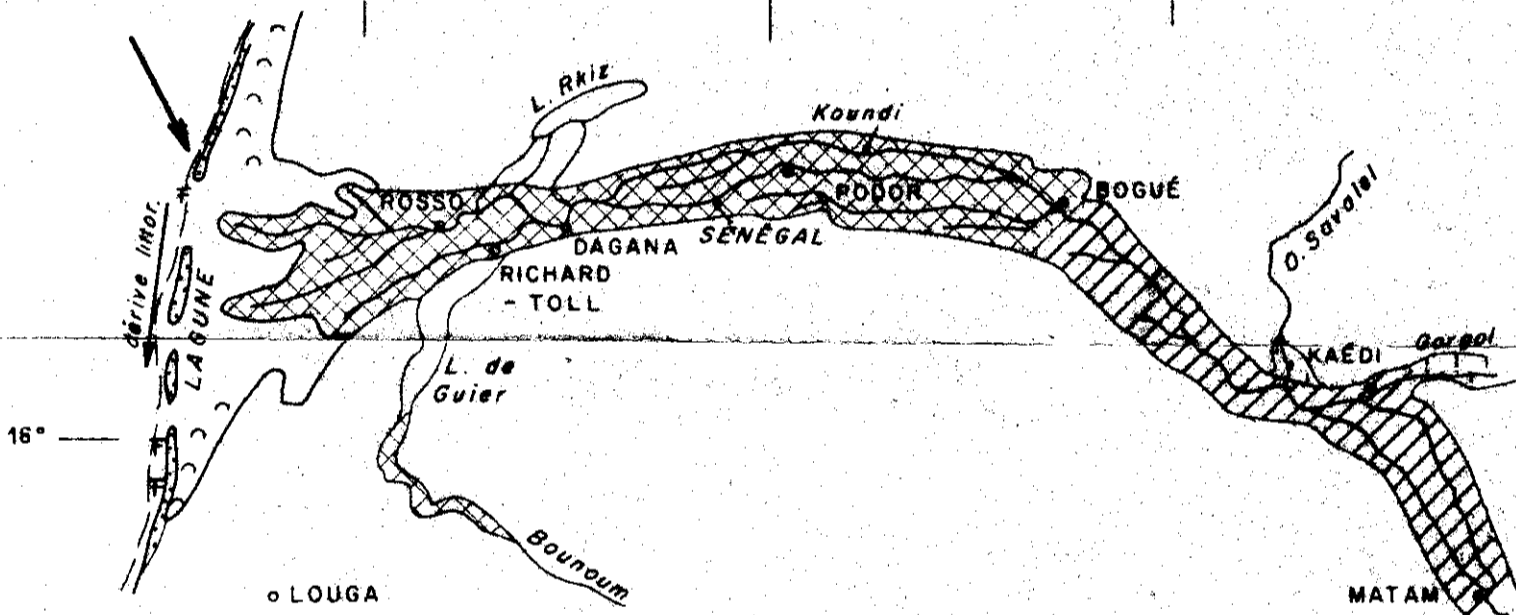 L. Rkiz
Koundi
ROSSO
PODOR
BOGUÉ
O. Savalel
SÉNÉGAL
DAGANA
RICHARD
- TOLL
dérive littor.
LAGUNE
L. de
Guier
KAÉDI
Gorgol
16°
Bounoum
LOUGA
MATAM